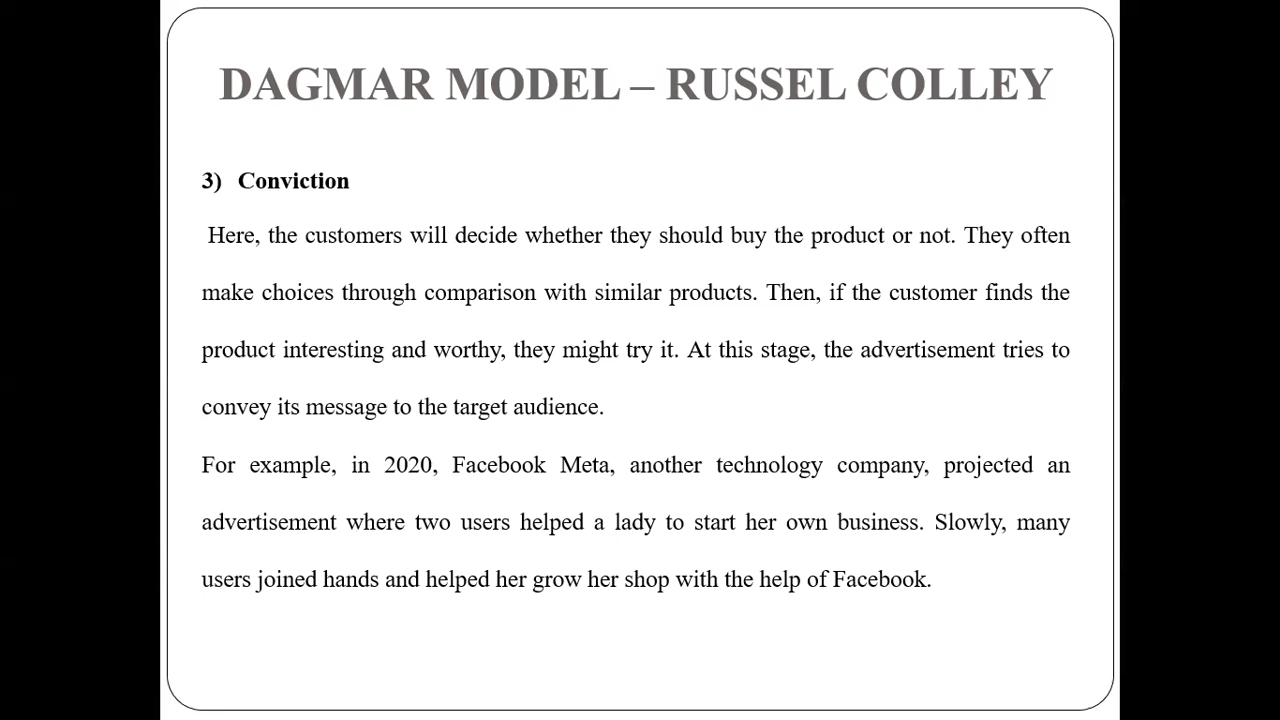 DAGMAR MODEL – RUSSEL COLLEY
3) Conviction
Here, the customers will decide whether they should buy the product or not. They often
make choices through comparison with similar products. Then, if the customer finds the
product interesting and worthy, they might try it. At this stage, the advertisement tries to
convey its message to the target audience.
For example, in 2020, Facebook Meta, another technology company, projected an
advertisement where two users helped a lady to start her own business. Slowly, many
users joined hands and helped her grow her shop with the help of Facebook.